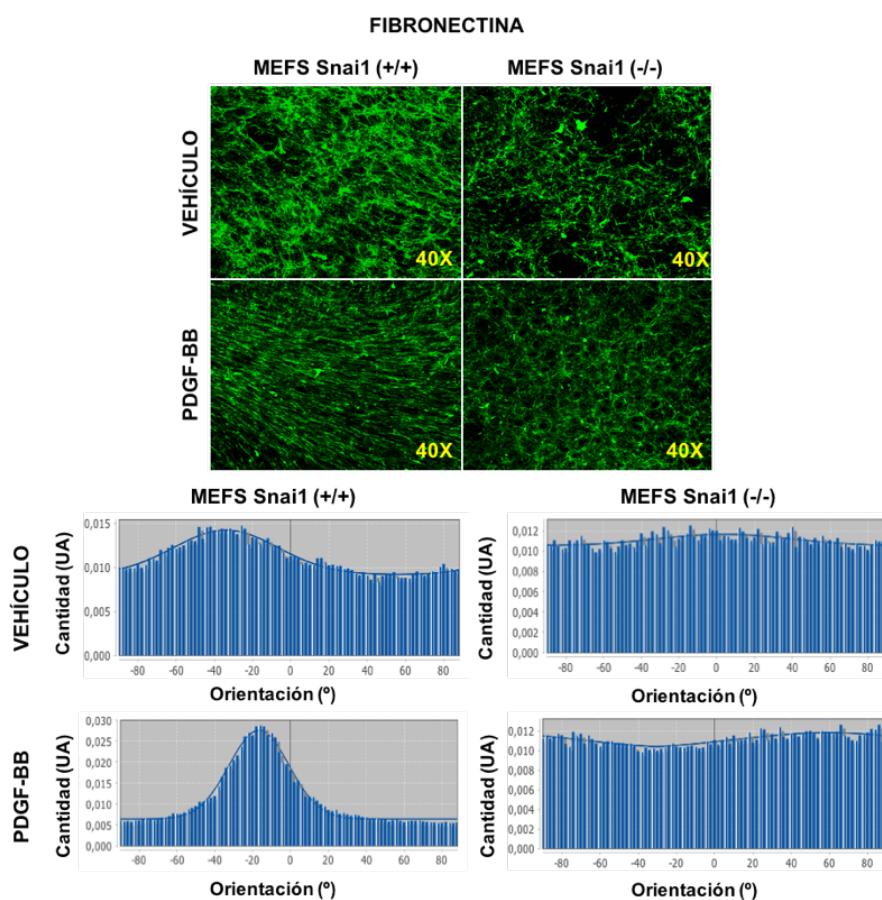 FIBRONECTINA
MEFS Snai1 (+/+) MEFS Snai1 (-/-)
VEHÍCULO
40X 40X
PDGF-BB
40X 40X
MEFS Snai1 (+/+) MEFS Snai1 (-/-)
VEHÍCULO
Cantidad (UA)
0,015
0,010
0,005
0,000
-80 -60 -40 -20 0 20 40 60 80
Orientación (º)
Cantidad (UA)
0,012
0,010
0,008
0,006
0,004
0,002
0,000
-80 -60 -40 -20 0 20 40 60 80
Orientación (º)
PDGF-BB
Cantidad (UA)
0,030
0,025
0,020
0,015
0,010
0,005
0,000
-80 -60 -40 -20 0 20 40 60 80
Orientación (º)
Cantidad (UA)
0,012
0,010
0,008
0,006
0,004
0,002
0,000
-80 -60 -40 -20 0 20 40 60 80
Orientación (º)